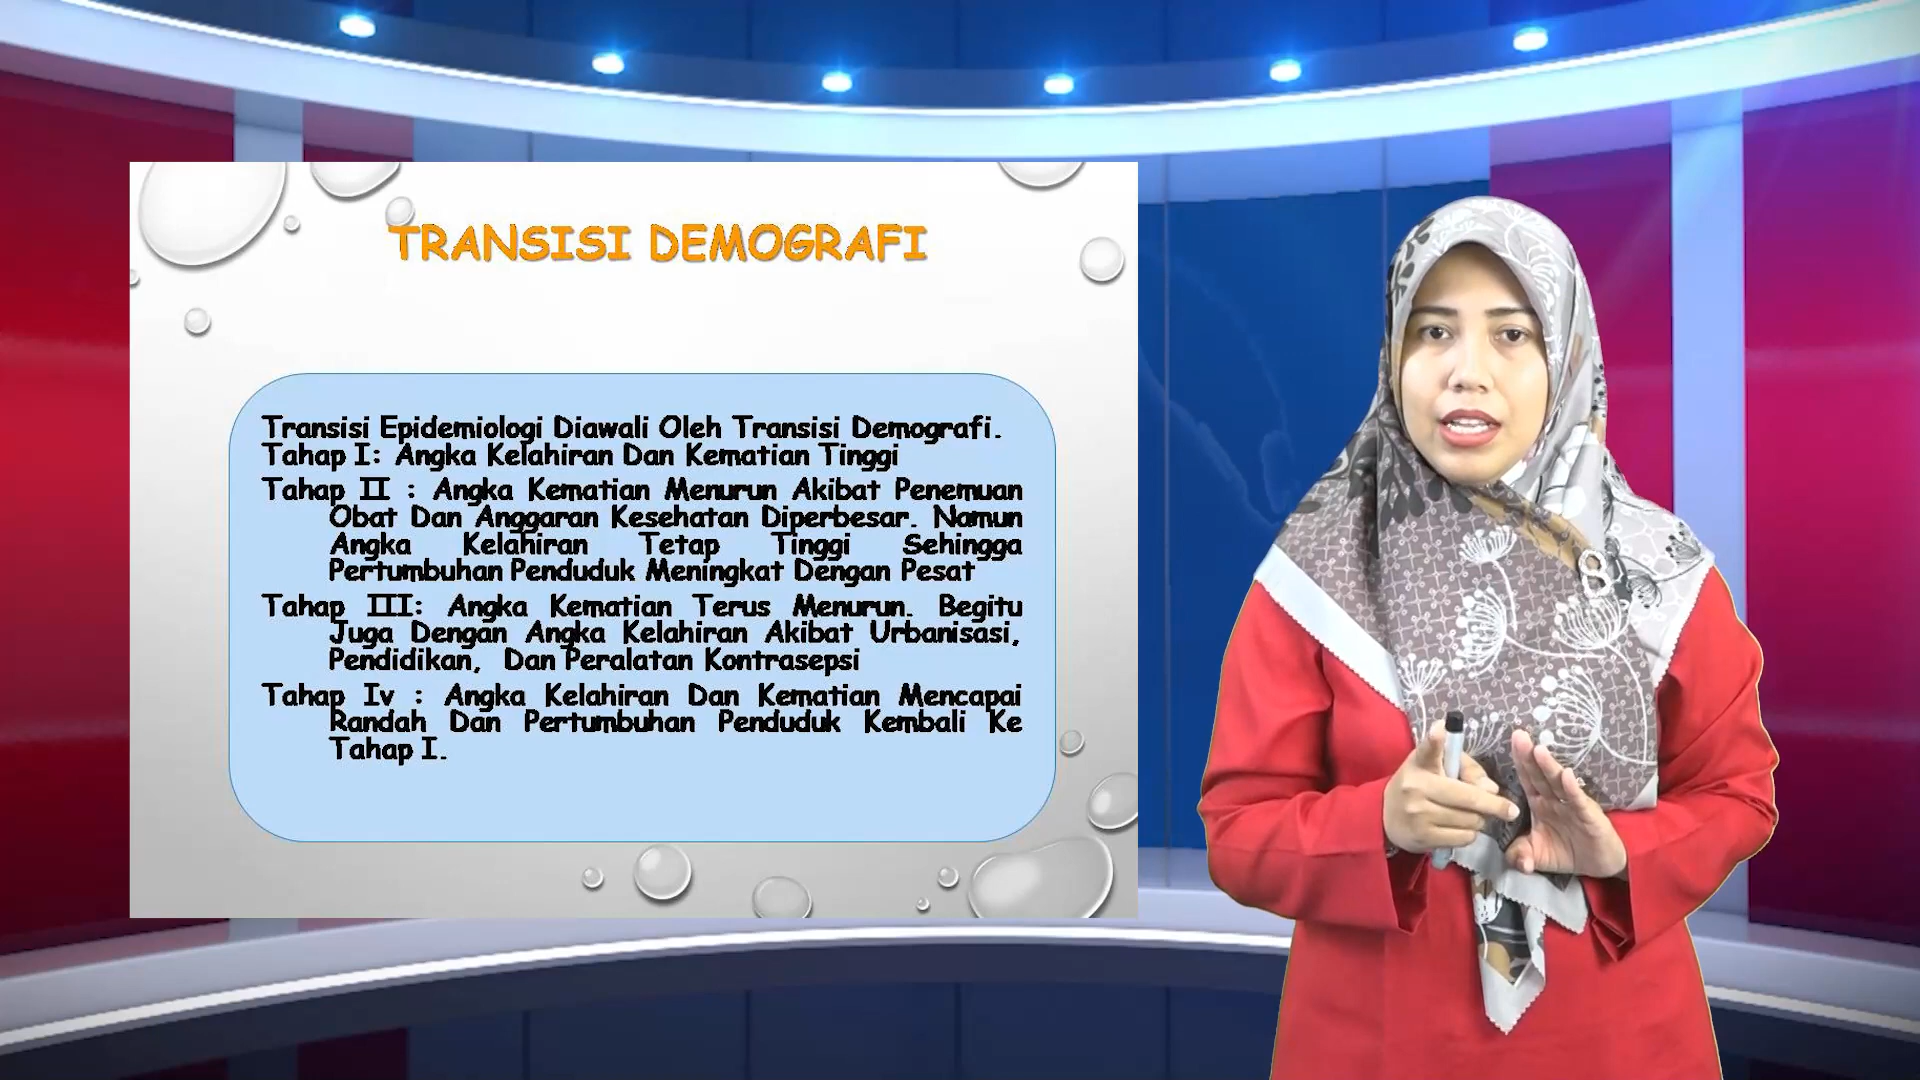 TRANSISI DEMOGRAFI
Transisi Epidemiologi Diawali Oleh Transisi Demografi.
Tahap I: Angka Kelahiran Dan Kematian Tinggi
Tahap II : Angka Kematian Menurun Akibat Penemuan
Obat Dan Anggaran Kesehatan Diperbesar. Namun
Angka Kelahiran Tetap Tinggi Sehingga
Pertumbuhan Penduduk Meningkat Dengan Pesat
Tahap III: Angka Kematian Terus Menurun. Begitu
Juga Dengan Angka Kelahiran Akibat Urbanisasi,
Pendidikan, Dan Peralatan Kontrasepsi
Tahap Iv : Angka Kelahiran Dan Kematian Mencapai
Randah Dan Pertumbuhan Penduduk Kembali Ke
Tahap I.